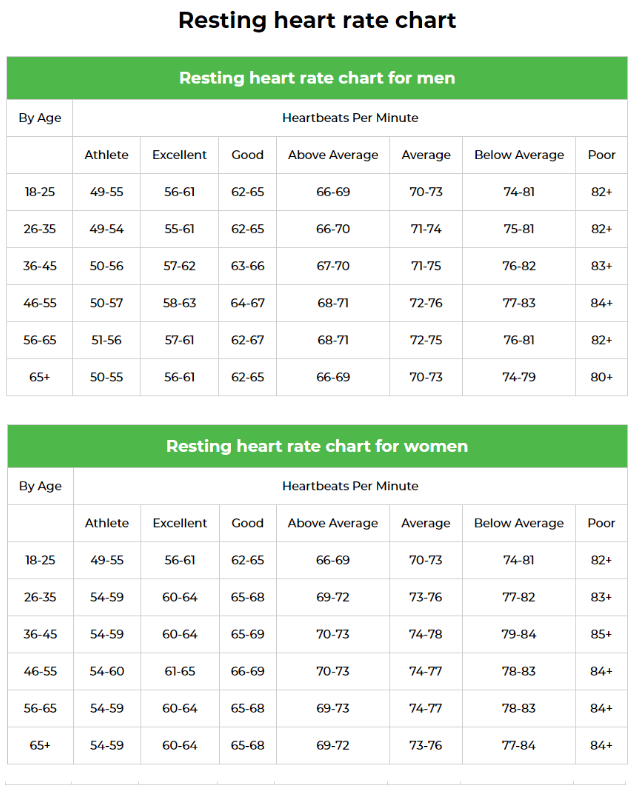 Resting heart rate chart
Resting heart rate chart for men
By Age Heartbeats Per Minute
Athlete Excellent Good Above Average Average Below Average Poor
18-25 49-55 56-61 62-65 66-69 70-73 74-81 82+
26-35 49-54 55-61 62-65 66-70 71-74 75-81 82+
36-45 50-56 57-62 63-66 67-70 71-75 76-82 83+
46-55 50-57 58-63 64-67 68-71 72-76 77-83 84+
56-65 51-56 57-61 62-67 68-71 72-75 76-81 82+
65+ 50-55 56-61 62-65 66-69 70-73 74-79 80+
Resting heart rate chart for women
By Age Heartbeats Per Minute
Athlete Excellent Good Above Average Average Below Average Poor
18-25 49-55 56-61 62-65 66-69 70-73 74-81 82+
26-35 54-59 60-64 65-68 69-72 73-76 77-82 83+
36-45 54-59 60-64 65-69 70-73 74-78 79-84 85+
46-55 54-60 61-65 66-69 70-73 74-77 78-83 84+
56-65 54-59 60-64 65-68 69-73 74-77 78-83 84+
65+ 54-59 60-64 65-68 69-72 73-76 77-84 84+